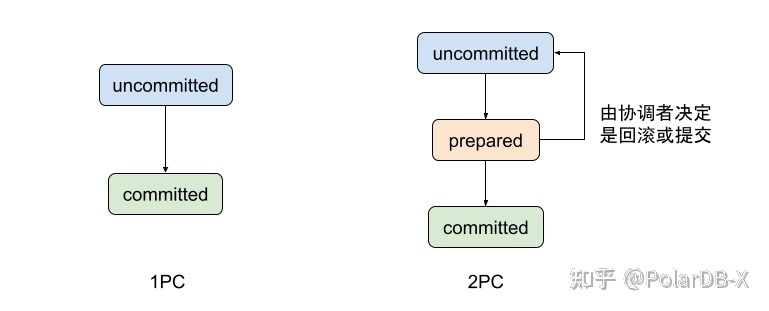 uncommitted
committed
1PC
uncommitted
prepared
committed
由协调者决定
是回滚或提交
2PC
知乎 @PolarDB-X